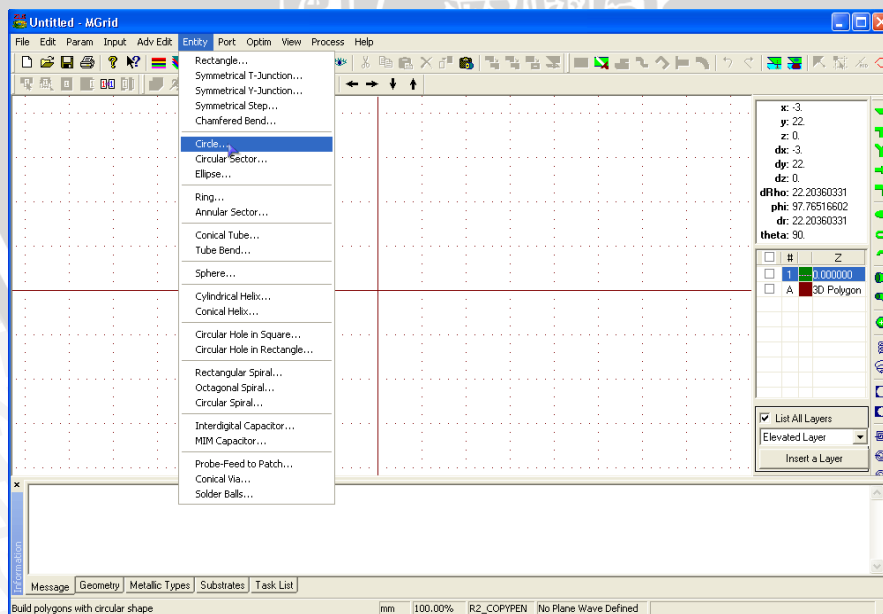 Untitled - MGrid
File Edit Param Input Adv Edit Entity Port Optim View Process Help
Rectangle...
Symmetrical T-Junction...
Symmetrical Y-Junction...
Symmetrical Step...
Chamfered Bend...
Circle...
Circular Sector...
Ellipse...
Ring...
Annular Sector...
Conical Tube...
Tube Bend...
Sphere...
Cylindrical Helix...
Conical Helix...
Circular Hole in Square...
Circular Hole in Rectangle...
Rectangular Spiral...
Octagonal Spiral...
Circular Spiral...
Interdigital Capacitor...
MIM Capacitor...
Probe-Feed to Patch...
Conical Via...
Solder Balls...
x: -3.
y: 22.
z: 0.
dx: -3.
dy: 22.
dz: 0.
dRho: 22.20360331
phi: 97.76516602
dr: 22.20360331
theta: 90.
# Z
1 0.000000
A 3D Polygon
List All Layers
Elevated Layer
Insert a Layer
Information
Message Geometry Metallic Types Substrates Task List
Build polygons with circular shape mm 100.00% R2_COPYPEN No Plane Wave Defined